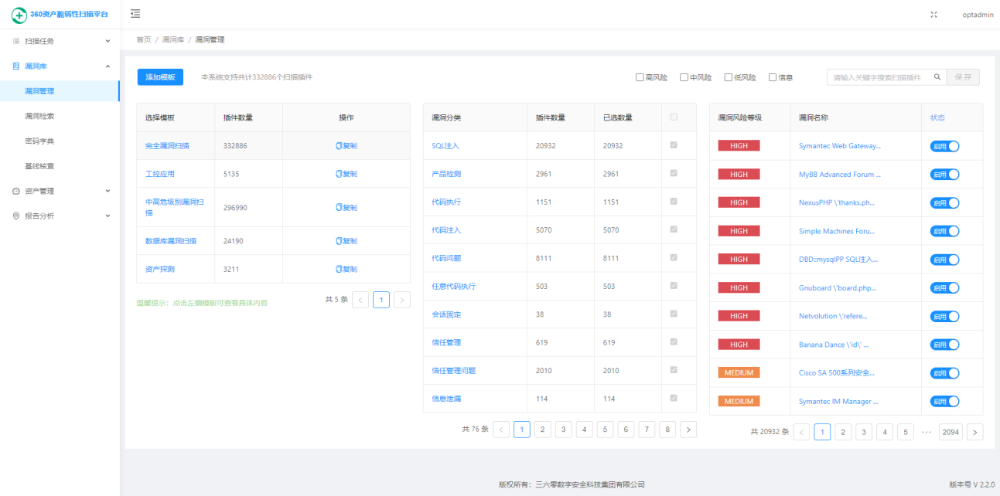 360资产脆弱性扫描平台
optadmin
扫描任务
漏洞库
漏洞管理
漏洞检索
密码字典
基线核查
资产管理
报告分析
首页 / 漏洞库 / 漏洞管理
添加模板 本系统支持共计332886个扫描插件
高风险 中风险 低风险 信息 请输入关键字搜索扫描插件 保 存
选择模板 插件数量 操作
完全漏洞扫描 332886 复制
工控应用 5135 复制
中高危级别漏洞扫
描 296990 复制
数据库漏洞扫描 24190 复制
资产探测 3211 复制
温馨提示：点击左侧模板可查看具体内容
共 5 条 < 1 >
漏洞分类 插件数量 已选数量
SQL注入 20932 20932
产品检测 2961 2961
代码执行 1151 1151
代码注入 5070 5070
代码问题 8111 8111
任意代码执行 503 503
会话固定 38 38
信任管理 619 619
信任管理问题 2010 2010
信息泄漏 114 114
共 76 条 < 1 2 3 4 5 6 7 8 >
漏洞风险等级 漏洞名称 状态
HIGH Symantec Web Gateway... 启用
HIGH MyBB Advanced Forum ... 启用
HIGH NexusPHP \'thanks.ph... 启用
HIGH Simple Machines Foru... 启用
HIGH DBD::mysqlPP SQL注入... 启用
HIGH Gnuboard \'board.php... 启用
HIGH Netvolution \'refere... 启用
HIGH Banana Dance \'id\' ... 启用
MEDIUM Cisco SA 500系列安全... 启用
MEDIUM Symantec IM Manager ... 启用
共 20932 条 < 1 2 3 4 5 ••• 2094 >
版权所有：三六零数字安全科技集团有限公司
版本号 V 2.2.0